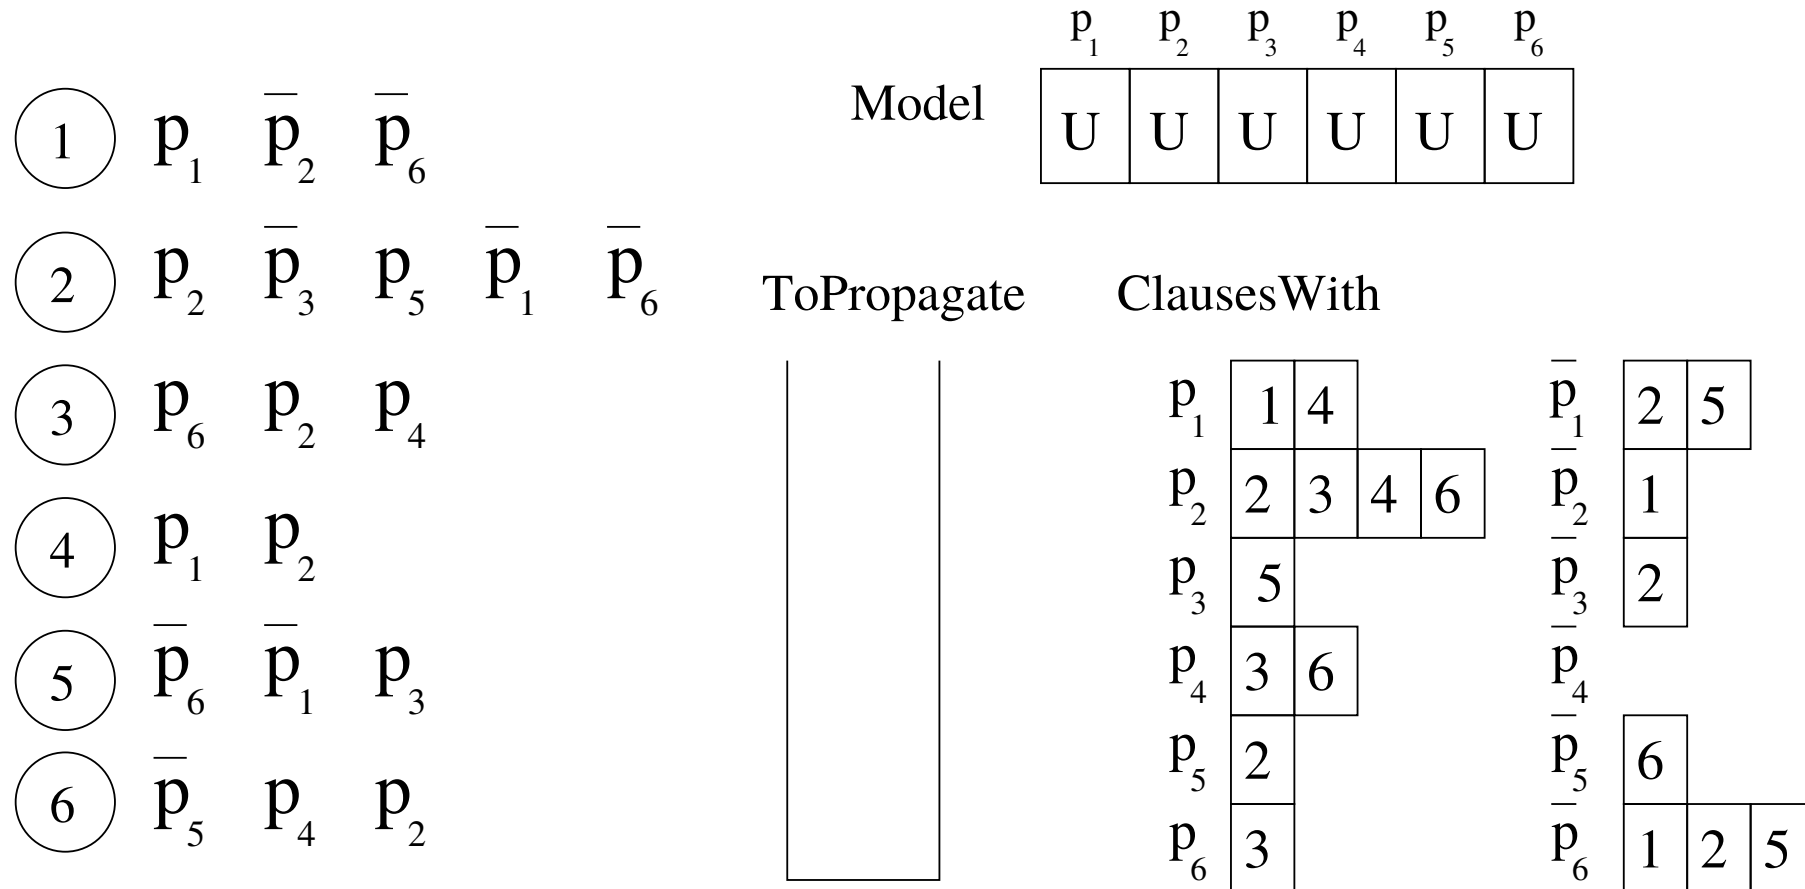 p₁ p₂ p₃ p₄ p₅ p₆
Model U U U U U U
1 p₁ p̅₂ p̅₆
2 p₂ p̅₃ p₅ p̅₁ p̅₆
3 p₆ p₂ p₄
4 p₁ p₂
5 p̅₆ p̅₁ p₃
6 p̅₅ p₄ p₂
ToPropagate
ClausesWith
p₁ 1 4
p₂ 2 3 4 6
p₃ 5
p₄ 3 6
p₅ 2
p₆ 3
p̅₁ 2 5
p̅₂ 1
p̅₃ 2
p̅₄
p̅₅ 6
p̅₆ 1 2 5